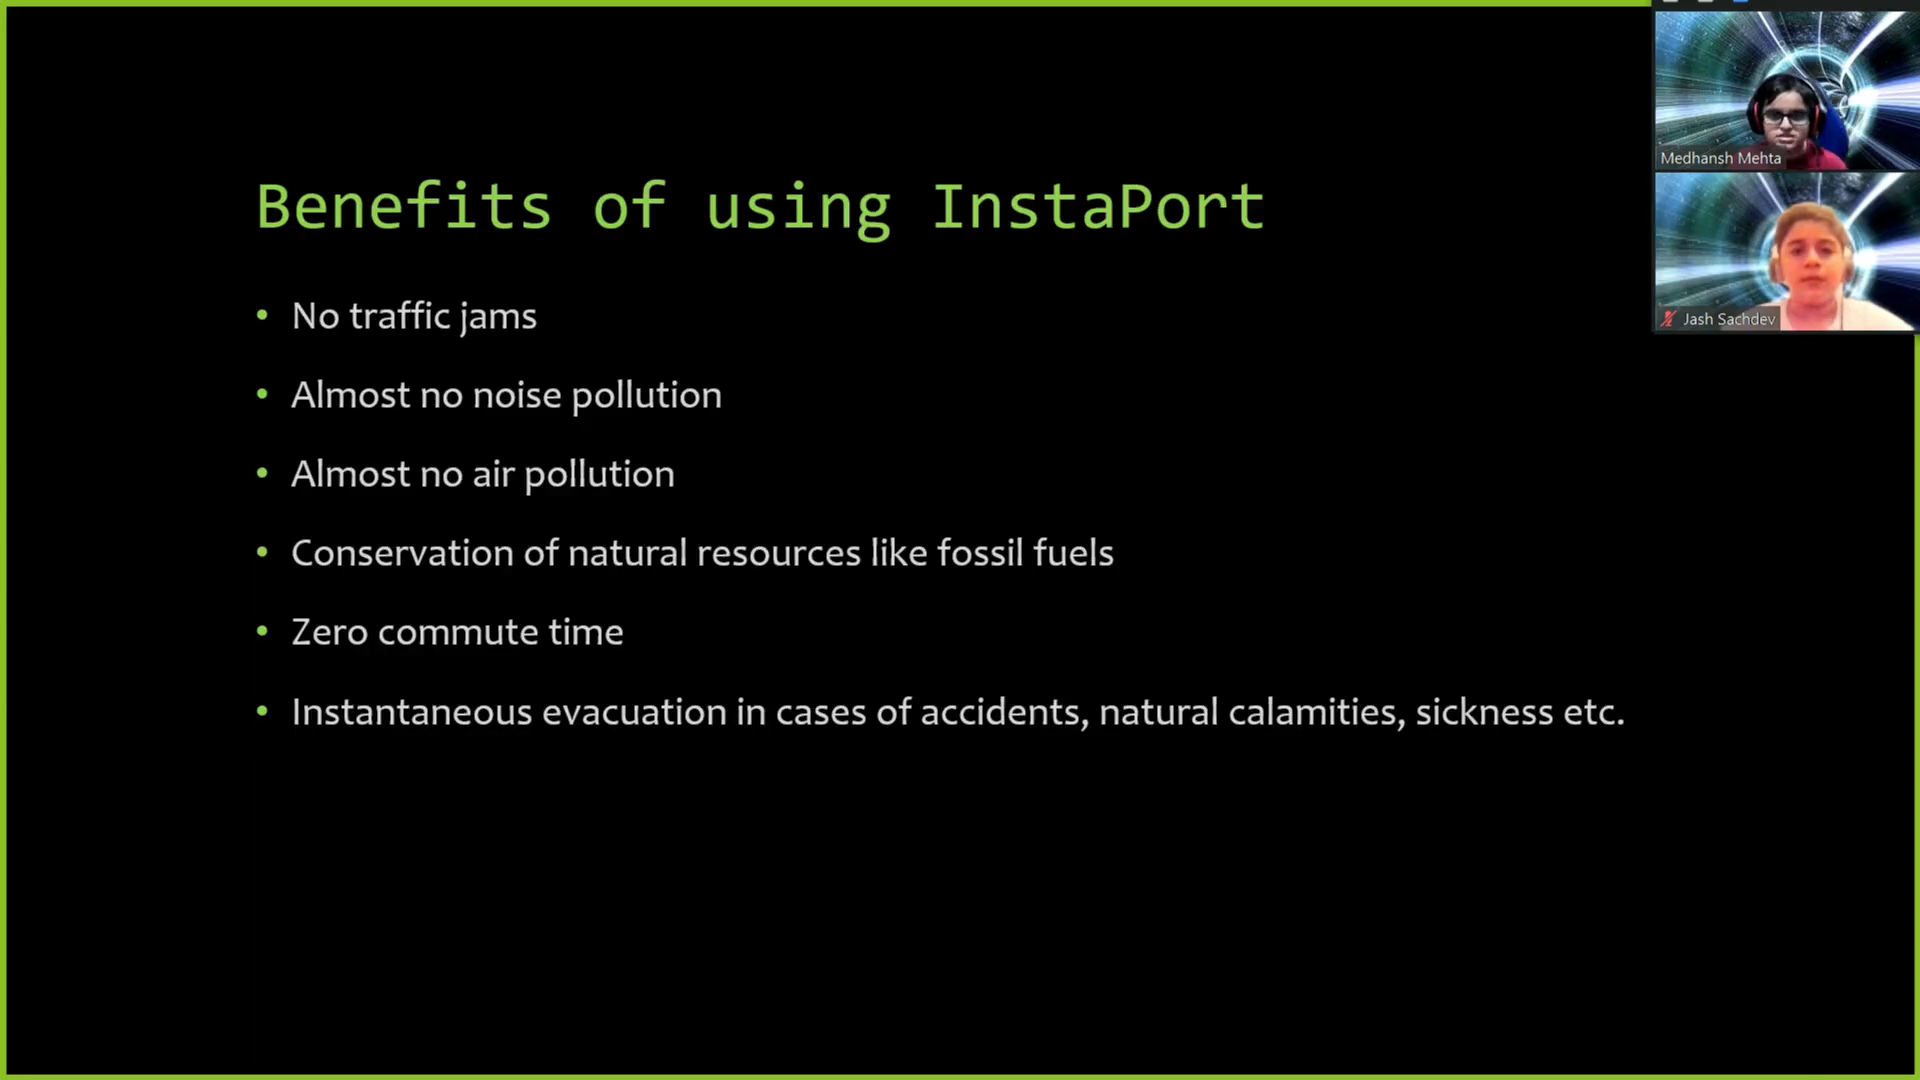 Benefits of using InstaPort
• No traffic jams
• Almost no noise pollution
• Almost no air pollution
• Conservation of natural resources like fossil fuels
• Zero commute time
• Instantaneous evacuation in cases of accidents, natural calamities, sickness etc.
Medhansh Mehta
Jash Sachdev